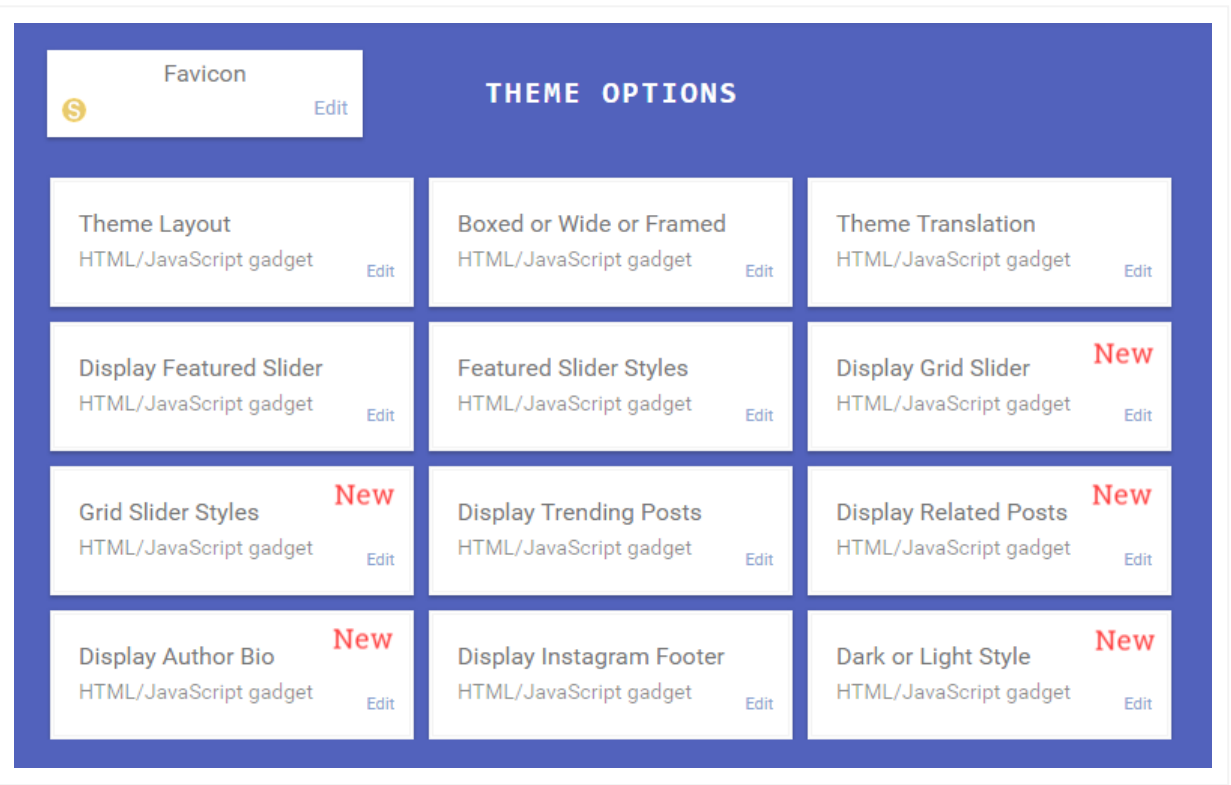 Favicon
S
Edit
THEME OPTIONS
Theme Layout
HTML/JavaScript gadget
Edit
Boxed or Wide or Framed
HTML/JavaScript gadget
Edit
Theme Translation
HTML/JavaScript gadget
Edit
Display Featured Slider
HTML/JavaScript gadget
Edit
Featured Slider Styles
HTML/JavaScript gadget
Edit
New
Display Grid Slider
HTML/JavaScript gadget
Edit
New
Grid Slider Styles
HTML/JavaScript gadget
Edit
Display Trending Posts
HTML/JavaScript gadget
Edit
New
Display Related Posts
HTML/JavaScript gadget
Edit
New
Display Author Bio
HTML/JavaScript gadget
Edit
Display Instagram Footer
HTML/JavaScript gadget
Edit
New
Dark or Light Style
HTML/JavaScript gadget
Edit